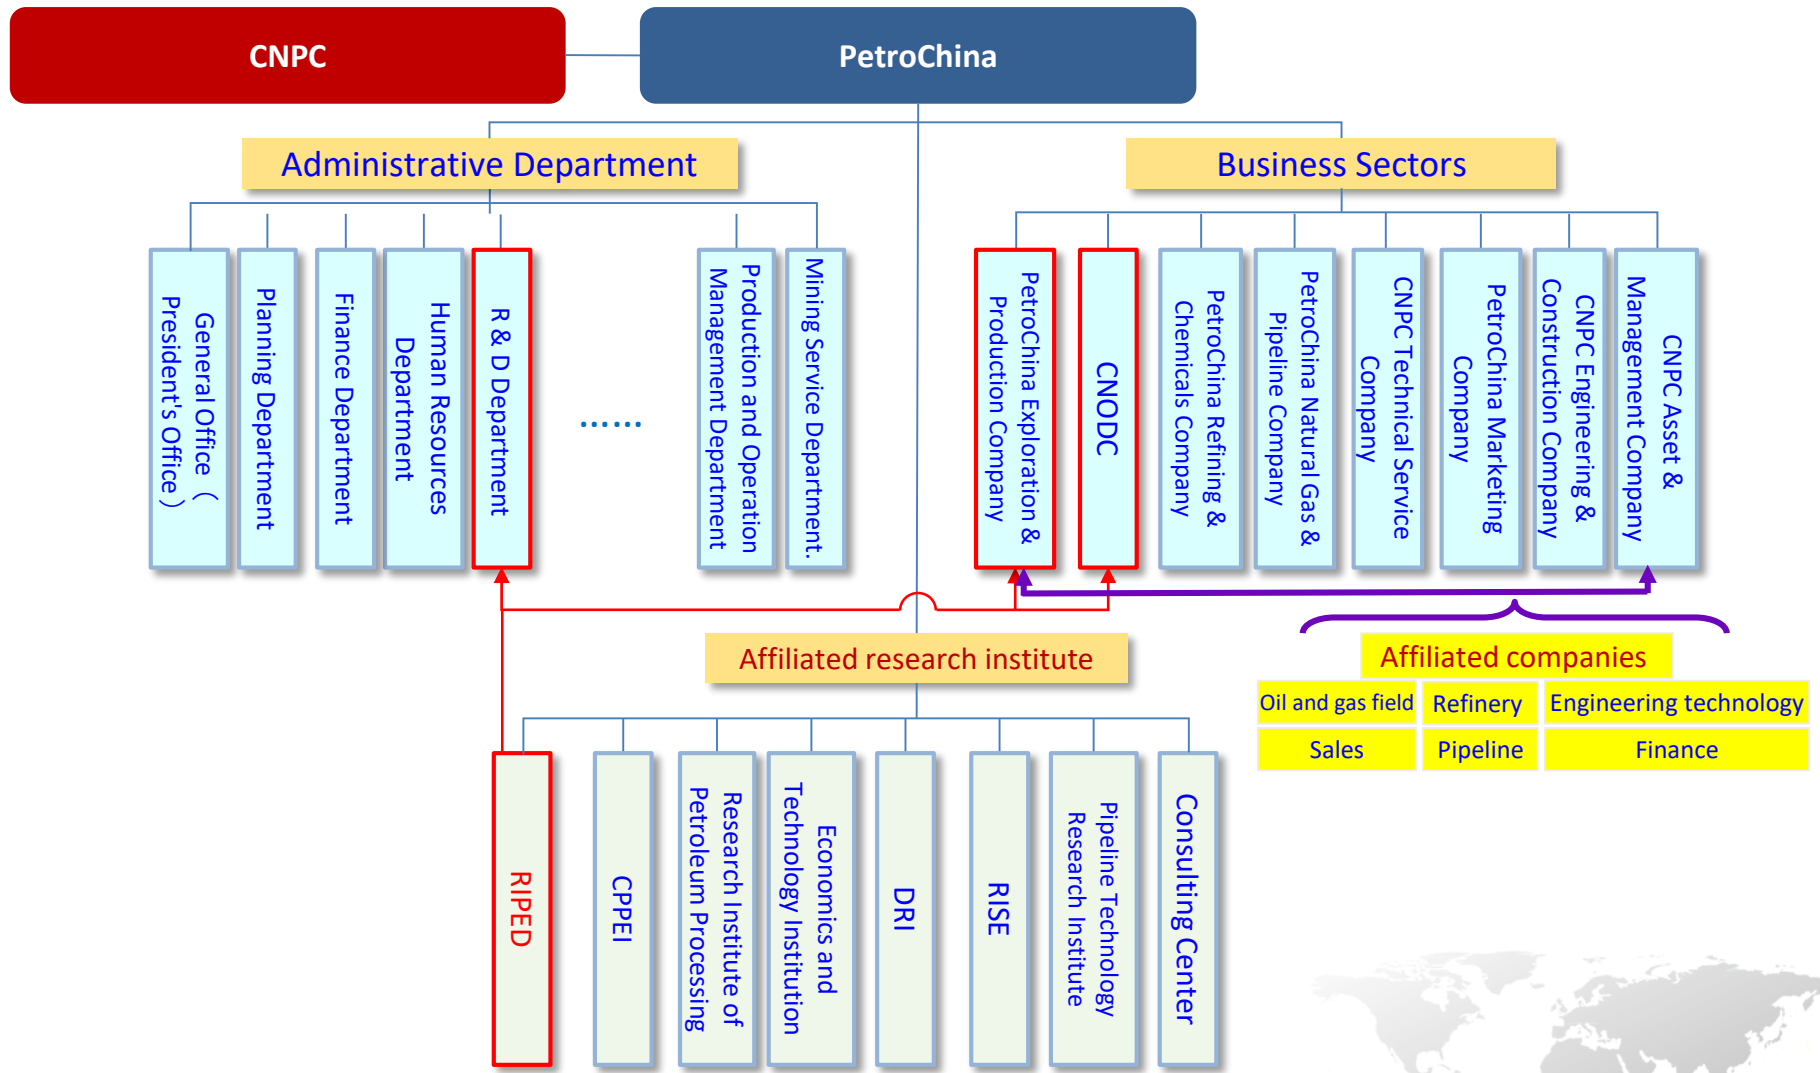 CNPC
PetroChina
Administrative Department
Business Sectors
General Office （
President's Office）
Planning Department
Finance Department
Human Resources
Department
R & D Department
……
Production and Operation
Management Department
Mining Service Department.
PetroChina Exploration &
Production Company
CNODC
PetroChina Refining &
Chemicals Company
PetroChina Natural Gas &
Pipeline Company
CNPC Technical Service
Company
PetroChina Marketing
Company
CNPC Engineering &
Construction Company
CNPC Asset &
Management Company
Affiliated research institute
Affiliated companies
Oil and gas field
Refinery
Engineering technology
Sales
Pipeline
Finance
RIPED
CPPEI
Research Institute of
Petroleum Processing
Economics and
Technology Institution
DRI
RISE
Pipeline Technology
Research Institute
Consulting Center